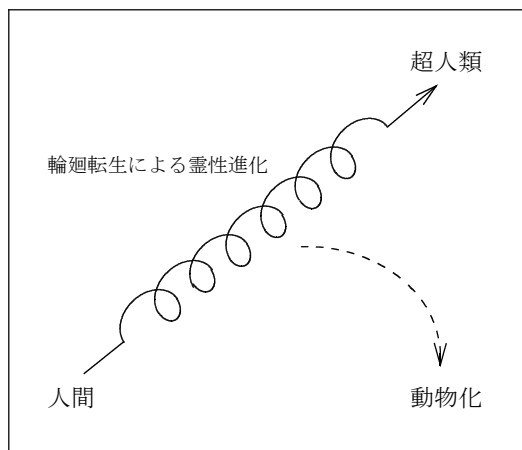 超人類
輪廻転生による霊性進化
人間
動物化